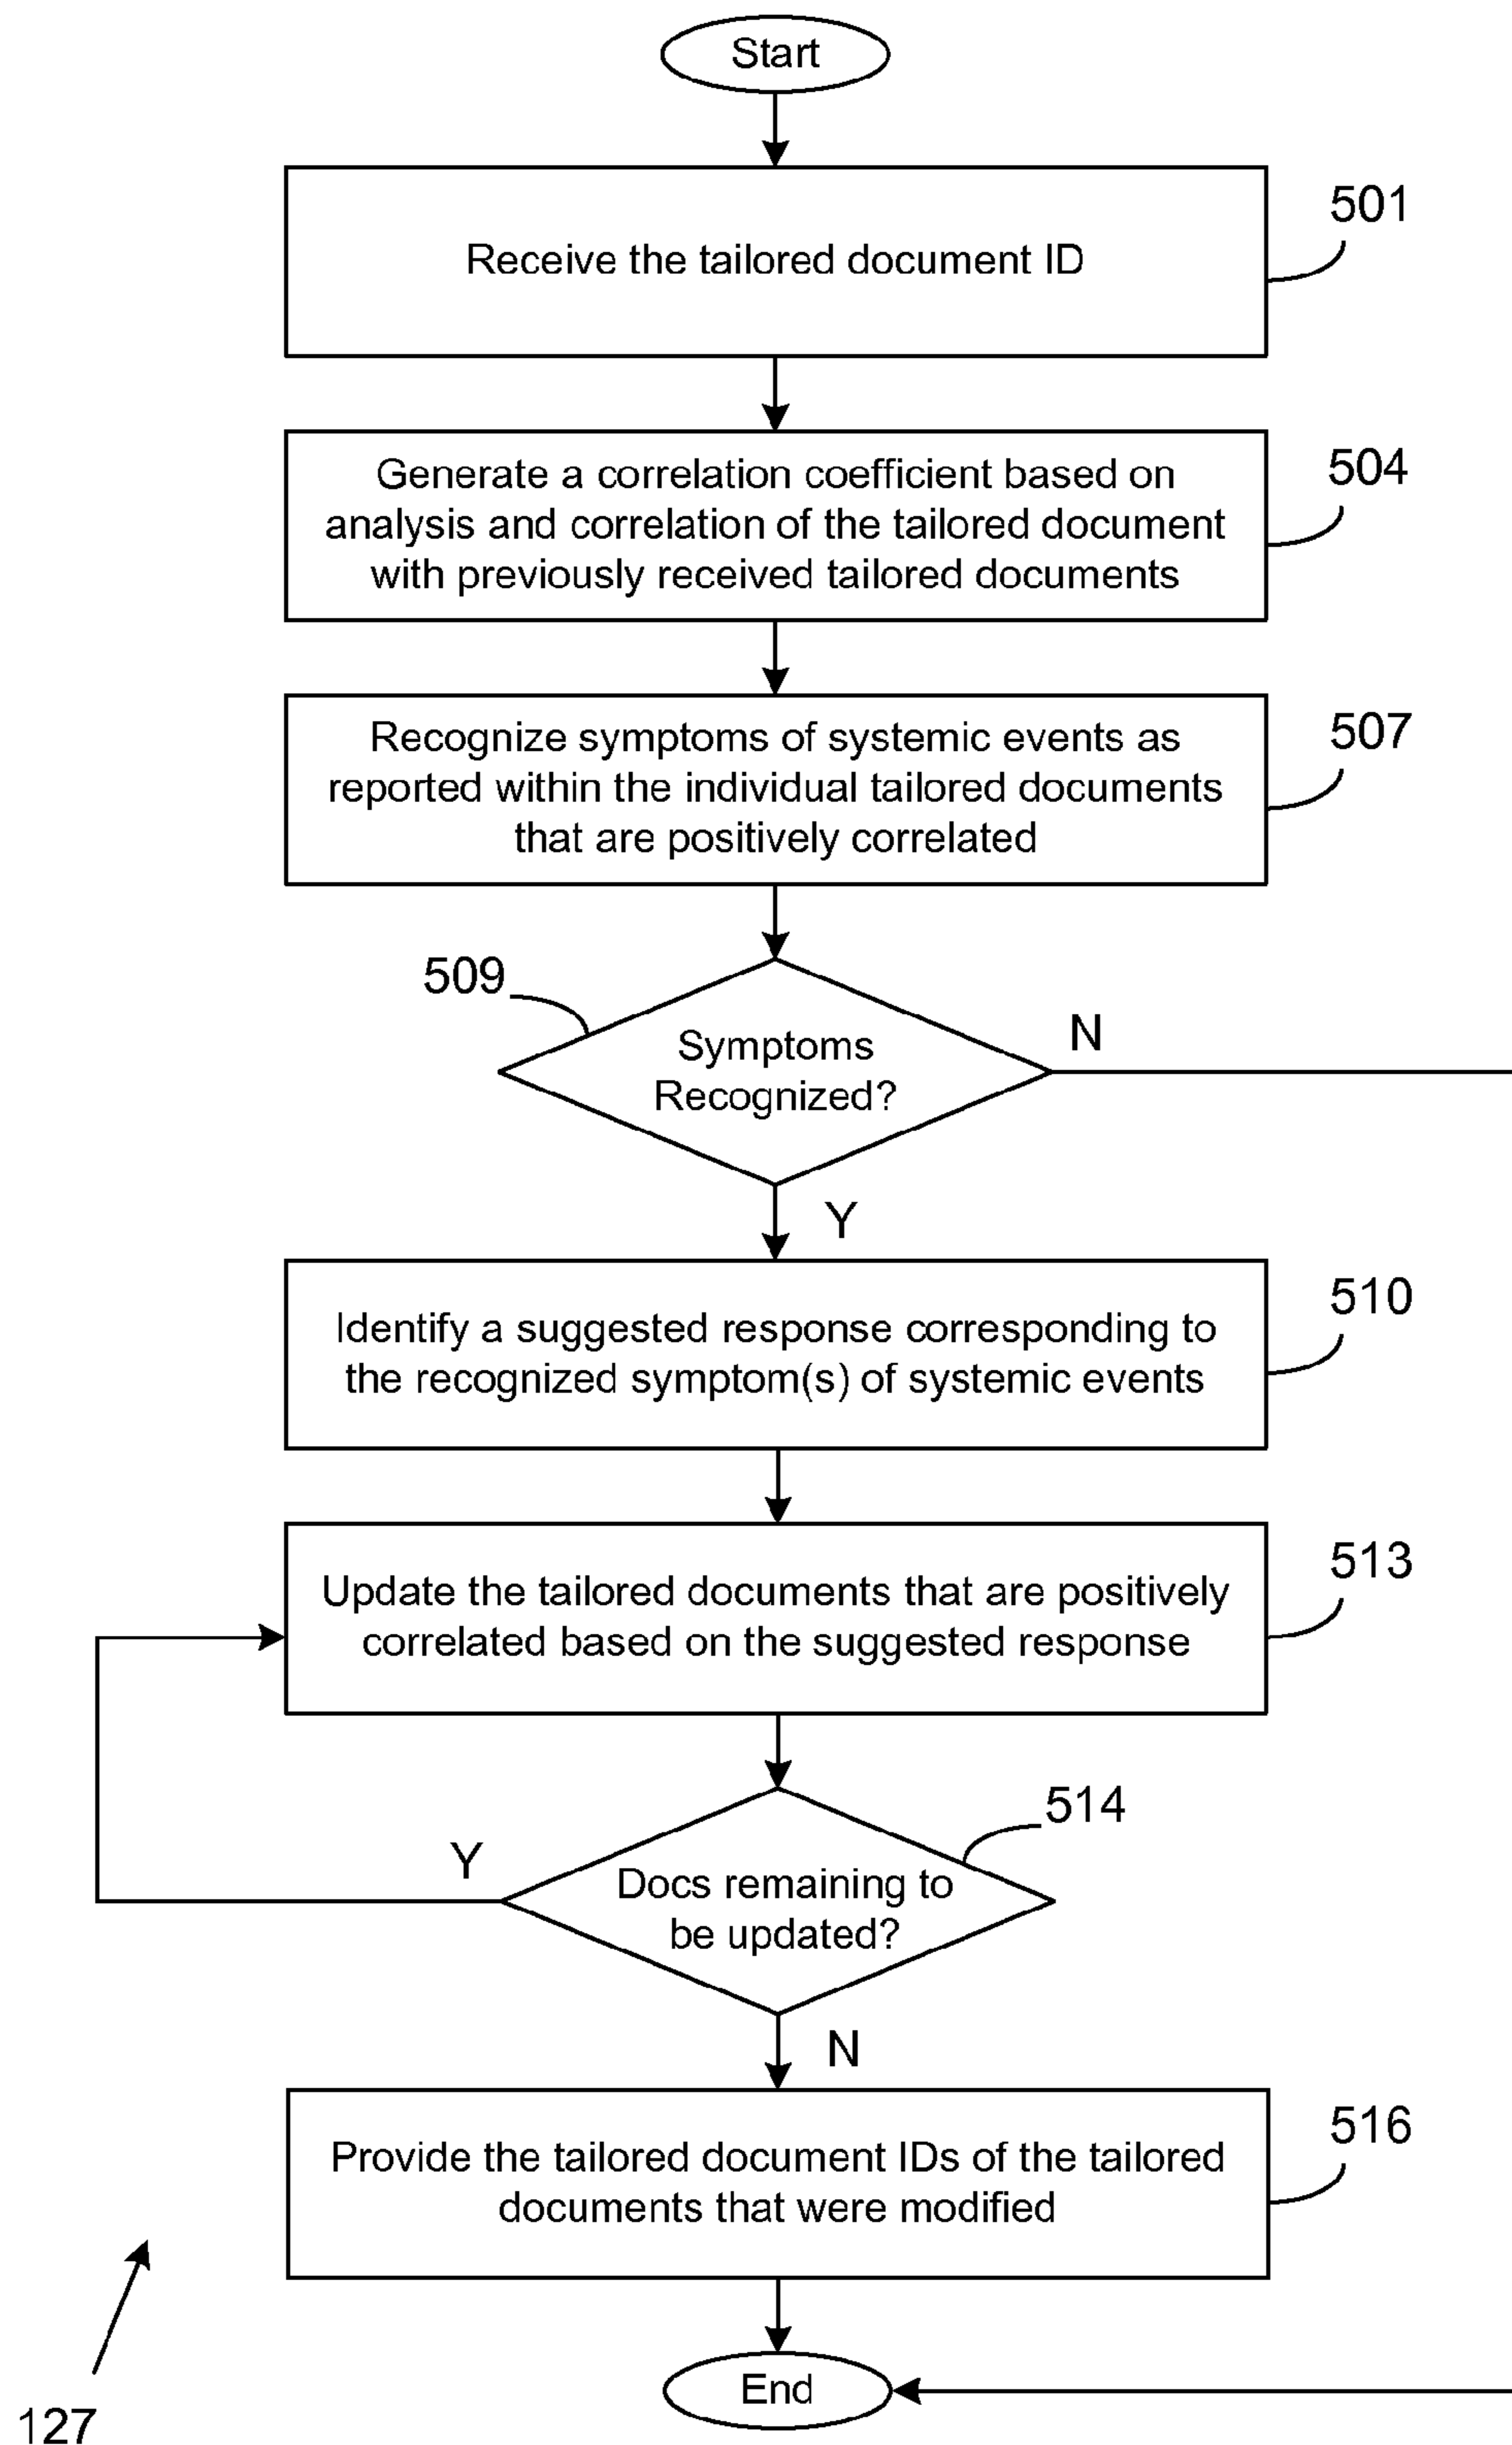 Start
Receive the tailored document ID
501
Generate a correlation coefficient based on
analysis and correlation of the tailored document
with previously received tailored documents
504
Recognize symptoms of systemic events as
reported within the individual tailored documents
that are positively correlated
507
509
Symptoms
Recognized?
N
Y
Identify a suggested response corresponding to
the recognized symptom(s) of systemic events
510
Update the tailored documents that are positively
correlated based on the suggested response
513
514
Docs remaining to
be updated?
Y
N
Provide the tailored document IDs of the tailored
documents that were modified
516
End
127